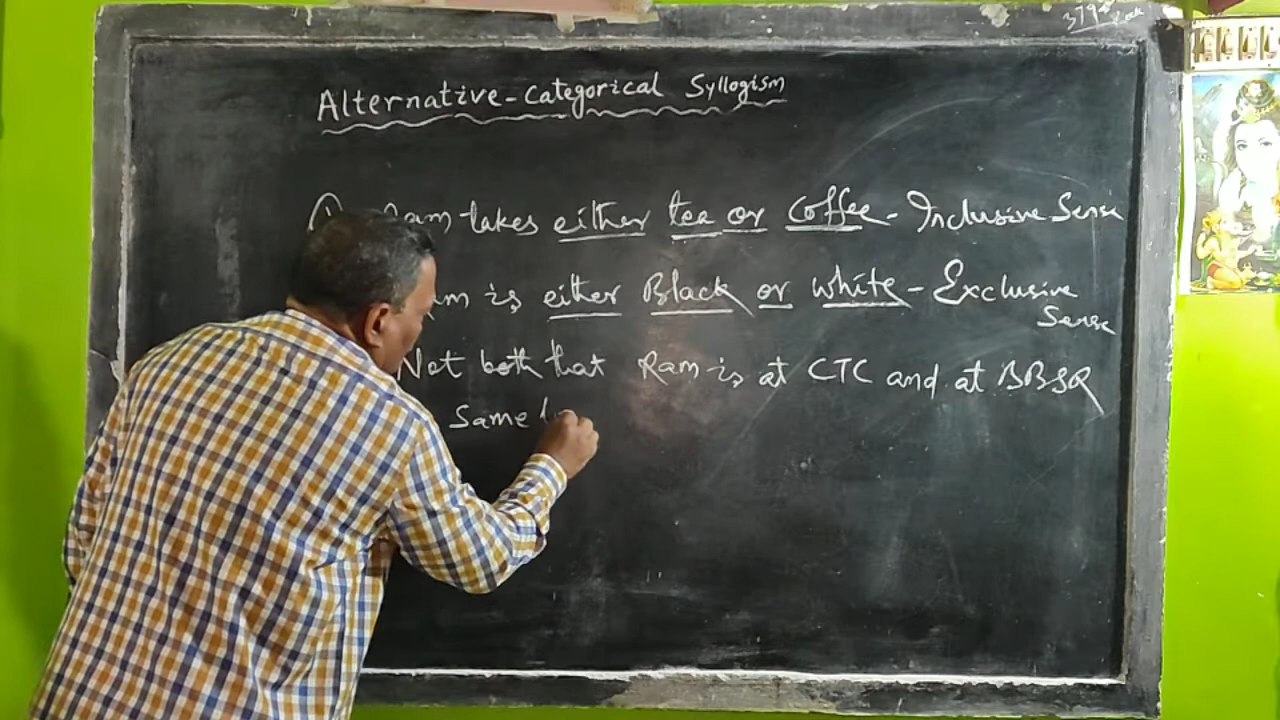 Alternative-Categorical Syllogism
takes either tea or coffee - Inclusive Sense
is either Black or white - Exclusive
Sense
Not both that Ram is at CTC and at BBSR
Same